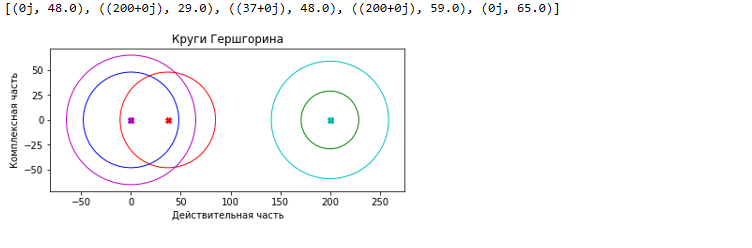 [(0j, 48.0), ((200+0j), 29.0), ((37+0j), 48.0), ((200+0j), 59.0), (0j, 65.0)]
Круги Гершгорина
Комплексная часть
50
25
0
−25
−50
−50 0 50 100 150 200 250
Действительная часть